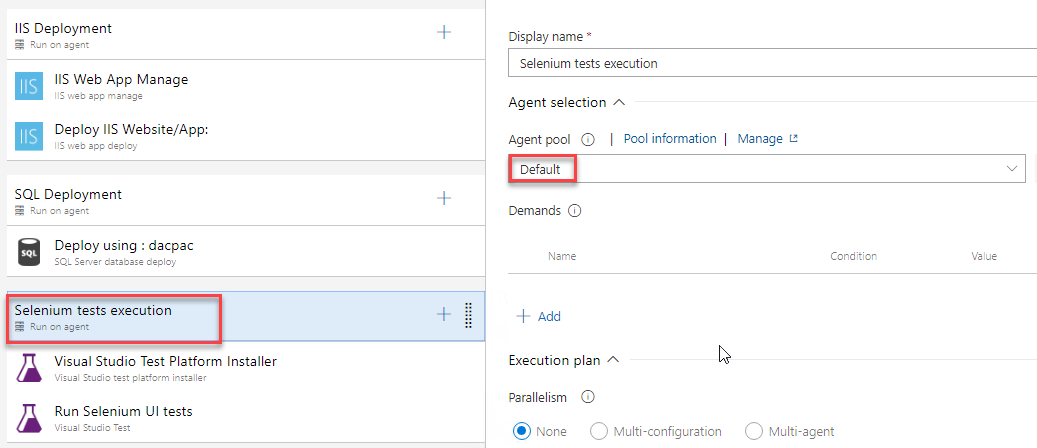 IIS Deployment
Run on agent
IIS
IIS Web App Manage
IIS web app manage
IIS
Deploy IIS Website/App:
IIS web app deploy
SQL Deployment
Run on agent
SQL
Deploy using : dacpac
SQL Server database deploy
Selenium tests execution
Run on agent
Visual Studio Test Platform Installer
Visual Studio test platform installer
Run Selenium UI tests
Visual Studio Test
Display name *
Selenium tests execution
Agent selection
Agent pool | Pool information | Manage
Default
Demands
Name Condition Value
Add
Execution plan
Parallelism
None Multi-configuration Multi-agent